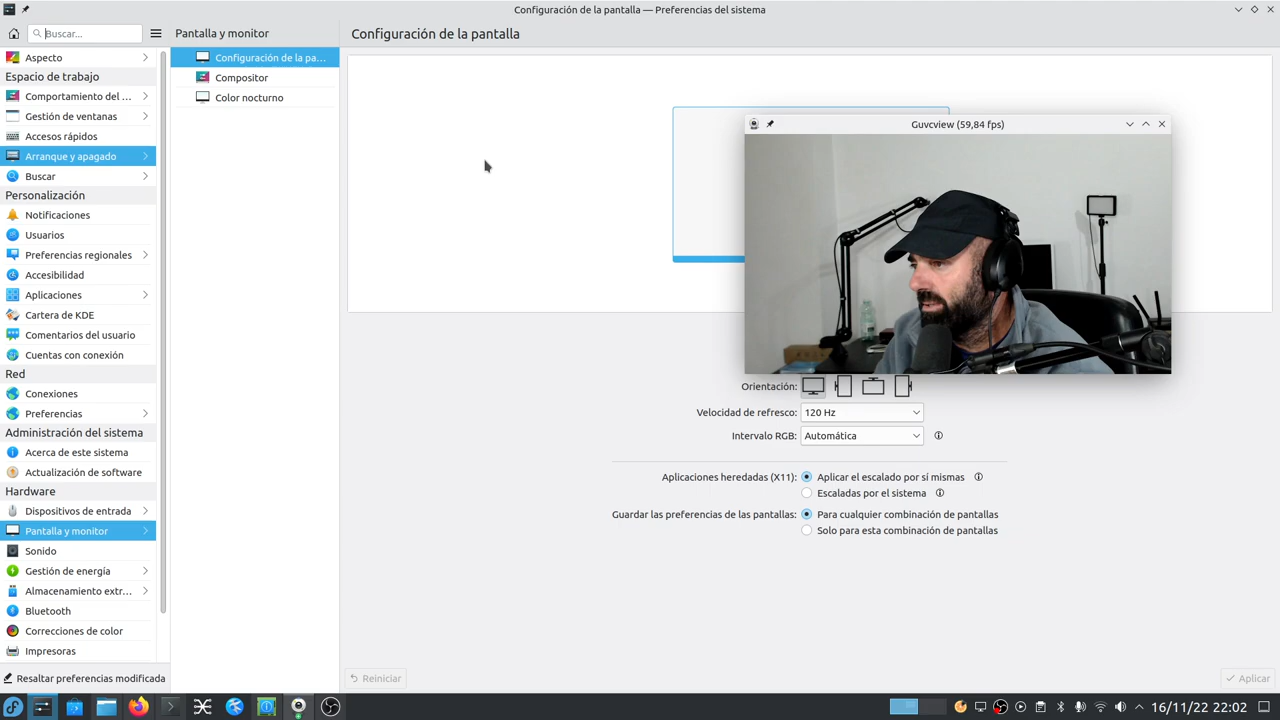 Configuración de la pantalla — Preferencias del sistema
Buscar...
Pantalla y monitor
Configuración de la pantalla
Aspecto
Espacio de trabajo
Comportamiento del ...
Gestión de ventanas
Accesos rápidos
Arranque y apagado
Buscar
Personalización
Notificaciones
Usuarios
Preferencias regionales
Accesibilidad
Aplicaciones
Cartera de KDE
Comentarios del usuario
Cuentas con conexión
Red
Conexiones
Preferencias
Administración del sistema
Acerca de este sistema
Actualización de software
Hardware
Dispositivos de entrada
Pantalla y monitor
Sonido
Gestión de energía
Almacenamiento extr...
Bluetooth
Correcciones de color
Impresoras
Resaltar preferencias modificada
Configuración de la pa...
Compositor
Color nocturno
Guvcview (59,84 fps)
Orientación:
Velocidad de refresco: 120 Hz
Intervalo RGB: Automática
Aplicaciones heredadas (X11): Aplicar el escalado por sí mismas
Escaladas por el sistema
Guardar las preferencias de las pantallas: Para cualquier combinación de pantallas
Solo para esta combinación de pantallas
Reiniciar
Aplicar
16/11/22 22:02